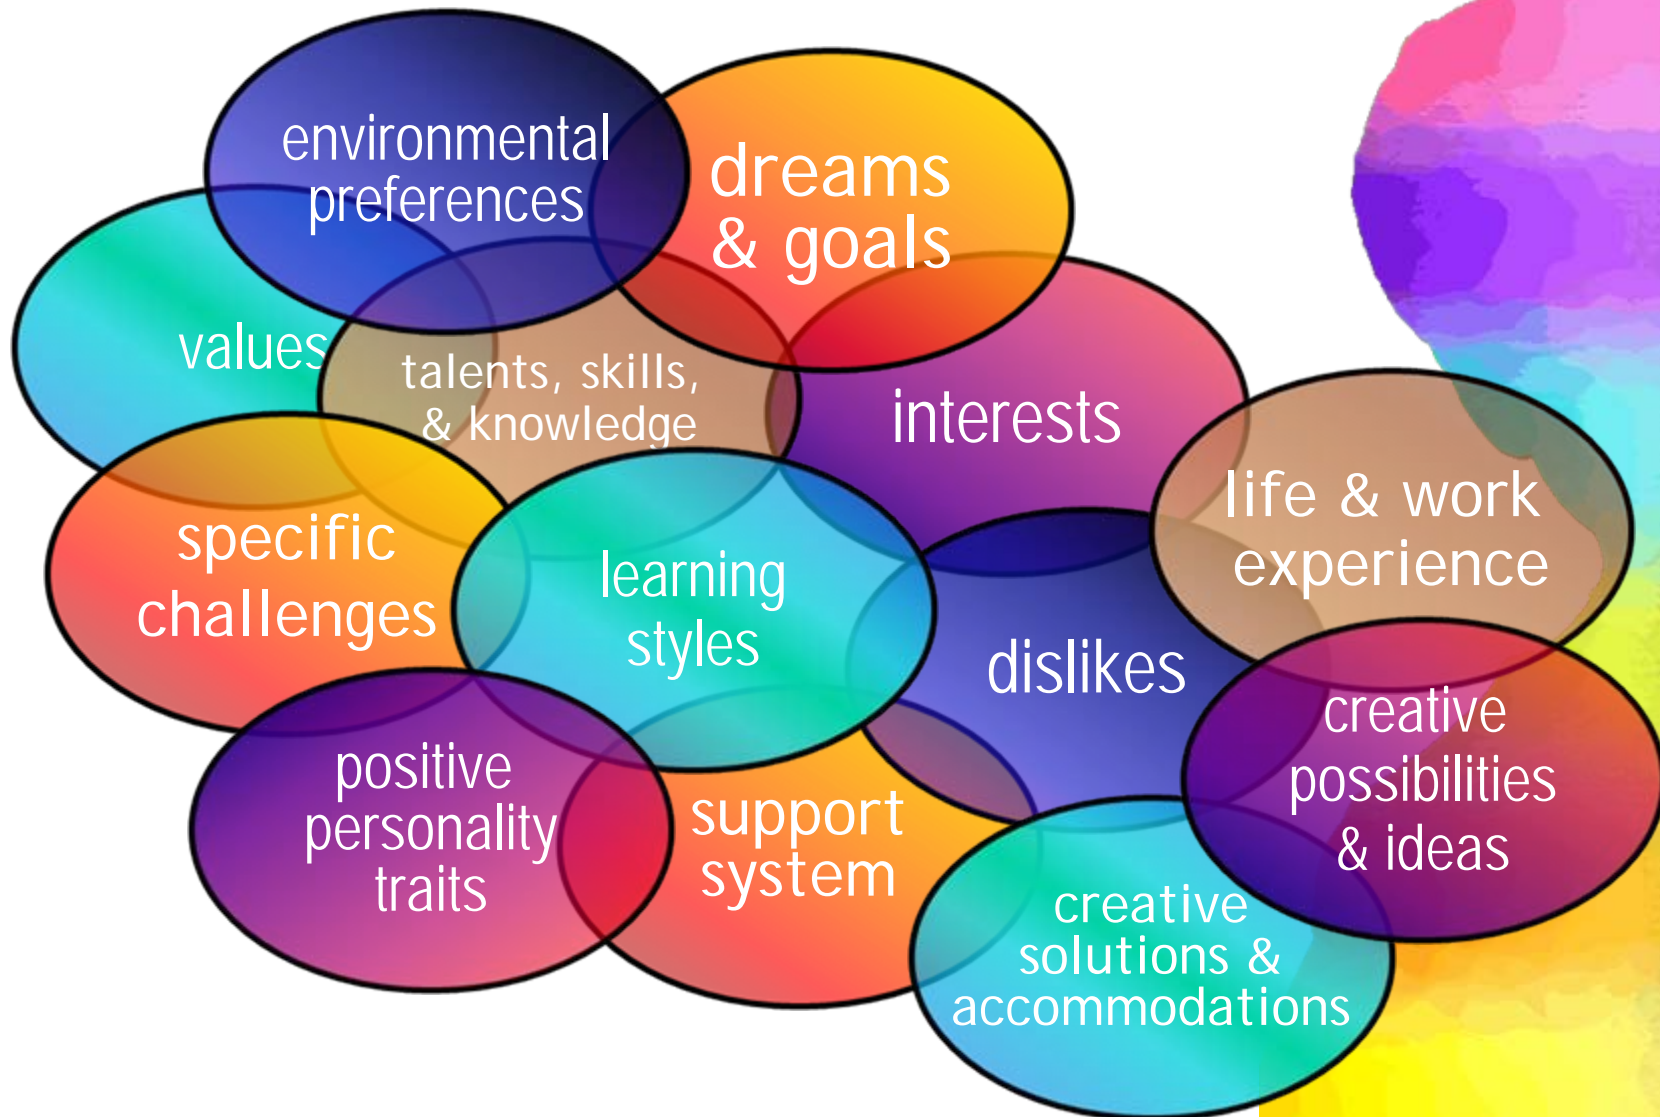 environmental
preferences
dreams
& goals
values
talents, skills,
& knowledge
interests
life & work
experience
specific
challenges
learning
styles
dislikes
creative
possibilities
& ideas
positive
personality
traits
support
system
creative
solutions &
accommodations